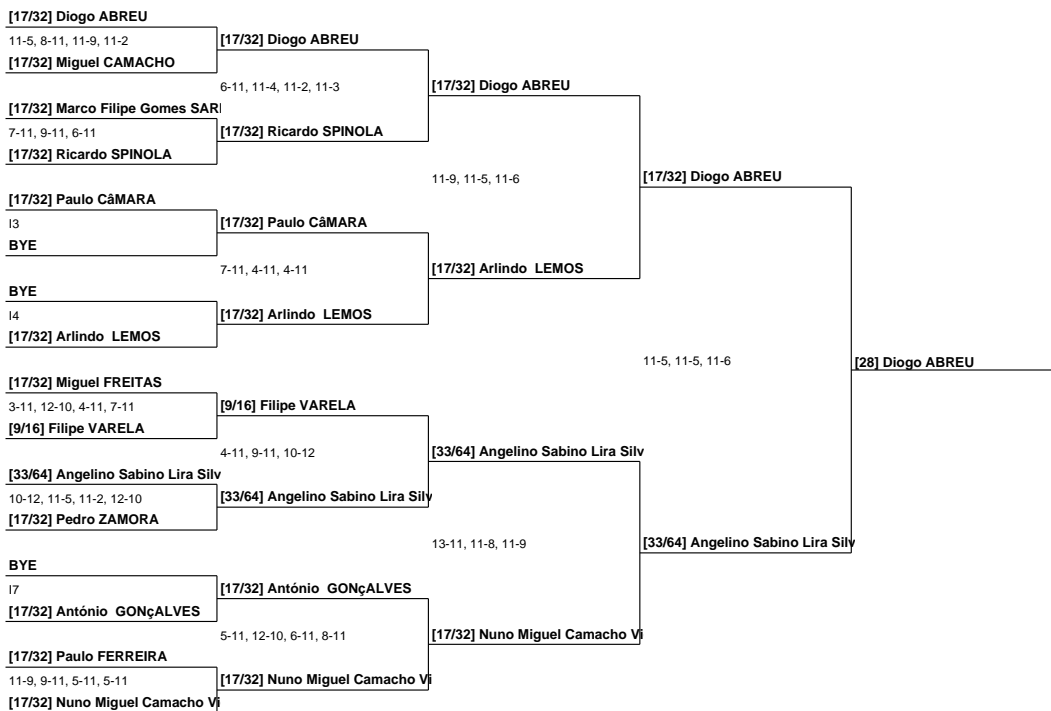 [17/32] Diogo ABREU
11-5, 8-11, 11-9, 11-2
[17/32] Miguel CAMACHO
[17/32] Marco Filipe Gomes SAR
7-11, 9-11, 6-11
[17/32] Ricardo SPINOLA
[17/32] Paulo CâMARA
I3
BYE
BYE
I4
[17/32] Arlindo LEMOS
[17/32] Miguel FREITAS
3-11, 12-10, 4-11, 7-11
[9/16] Filipe VARELA
[33/64] Angelino Sabino Lira Silv
10-12, 11-5, 11-2, 12-10
[17/32] Pedro ZAMORA
BYE
I7
[17/32] António GONçALVES
[17/32] Paulo FERREIRA
11-9, 9-11, 5-11, 5-11
[17/32] Nuno Miguel Camacho Vi
[17/32] Diogo ABREU
6-11, 11-4, 11-2, 11-3
[17/32] Ricardo SPINOLA
[17/32] Paulo CâMARA
7-11, 4-11, 4-11
[17/32] Arlindo LEMOS
[9/16] Filipe VARELA
4-11, 9-11, 10-12
[33/64] Angelino Sabino Lira Silv
[17/32] António GONçALVES
5-11, 12-10, 6-11, 8-11
[17/32] Nuno Miguel Camacho Vi
[17/32] Diogo ABREU
11-9, 11-5, 11-6
[17/32] Arlindo LEMOS
[33/64] Angelino Sabino Lira Silv
13-11, 11-8, 11-9
[17/32] Nuno Miguel Camacho Vi
[17/32] Diogo ABREU
11-5, 11-5, 11-6
[33/64] Angelino Sabino Lira Silv
[28] Diogo ABREU